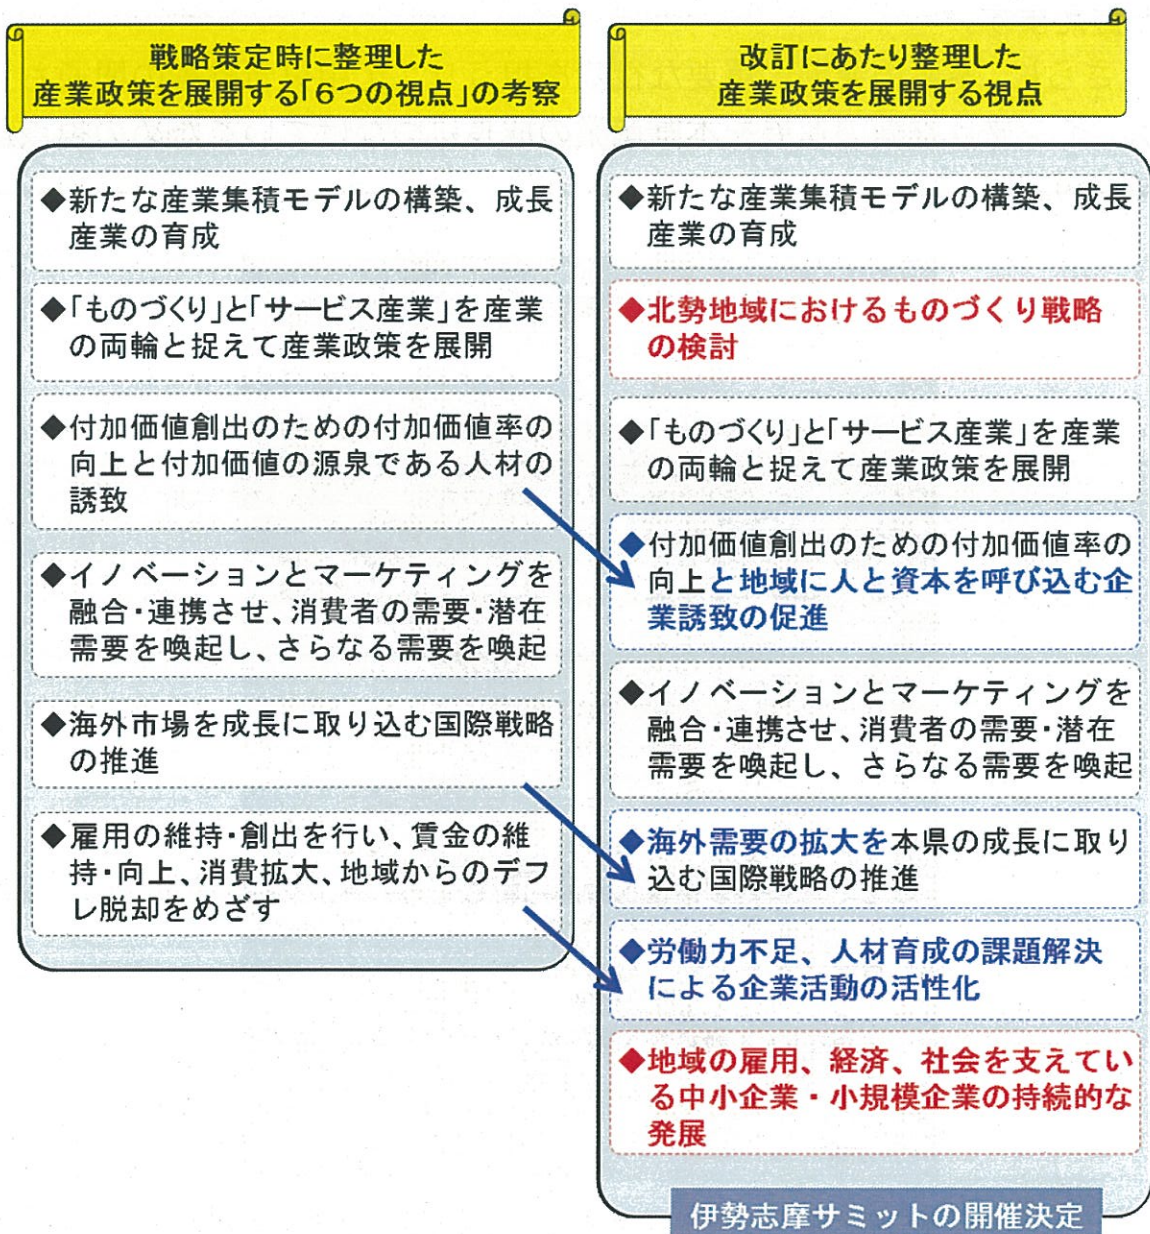 戦略策定時に整理した
産業政策を展開する「6つの視点」の考察
◆新たな産業集積モデルの構築、成長
産業の育成
◆「ものづくり」と「サービス産業」を産業
の両輪と捉えて産業政策を展開
◆付加価値創出のための付加価値率の
向上と付加価値の源泉である人材の
誘致
◆イノベーションとマーケティングを
融合・連携させ、消費者の需要・潜在
需要を喚起し、さらなる需要を喚起
◆海外市場を成長に取り込む国際戦略
の推進
◆雇用の維持・創出を行い、賃金の維
持・向上、消費拡大、地域からのデフ
レ脱却をめざす
改訂にあたり整理した
産業政策を展開する視点
◆新たな産業集積モデルの構築、成長
産業の育成
◆北勢地域におけるものづくり戦略
の検討
◆「ものづくり」と「サービス産業」を産業
の両輪と捉えて産業政策を展開
◆付加価値創出のための付加価値率の
向上と地域に人と資本を呼び込む企
業誘致の促進
◆イノベーションとマーケティングを
融合・連携させ、消費者の需要・潜在
需要を喚起し、さらなる需要を喚起
◆海外需要の拡大を本県の成長に取り
込む国際戦略の推進
◆労働力不足、人材育成の課題解決
による企業活動の活性化
◆地域の雇用、経済、社会を支えてい
る中小企業・小規模企業の持続的な
発展
伊勢志摩サミットの開催決定